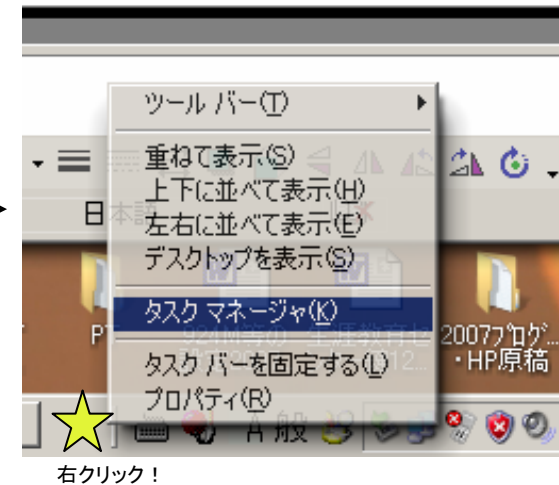 ツール バー(T)
重ねて表示(S)
上下に並べて表示(H)
左右に並べて表示(E)
デスクトップを表示(S)
タスク マネージャ(K)
タスク バーを固定する(L)
プロパティ(R)
日本語
2007ﾌﾟﾛｸﾞ...
・HP原稿
A 般
右クリック！